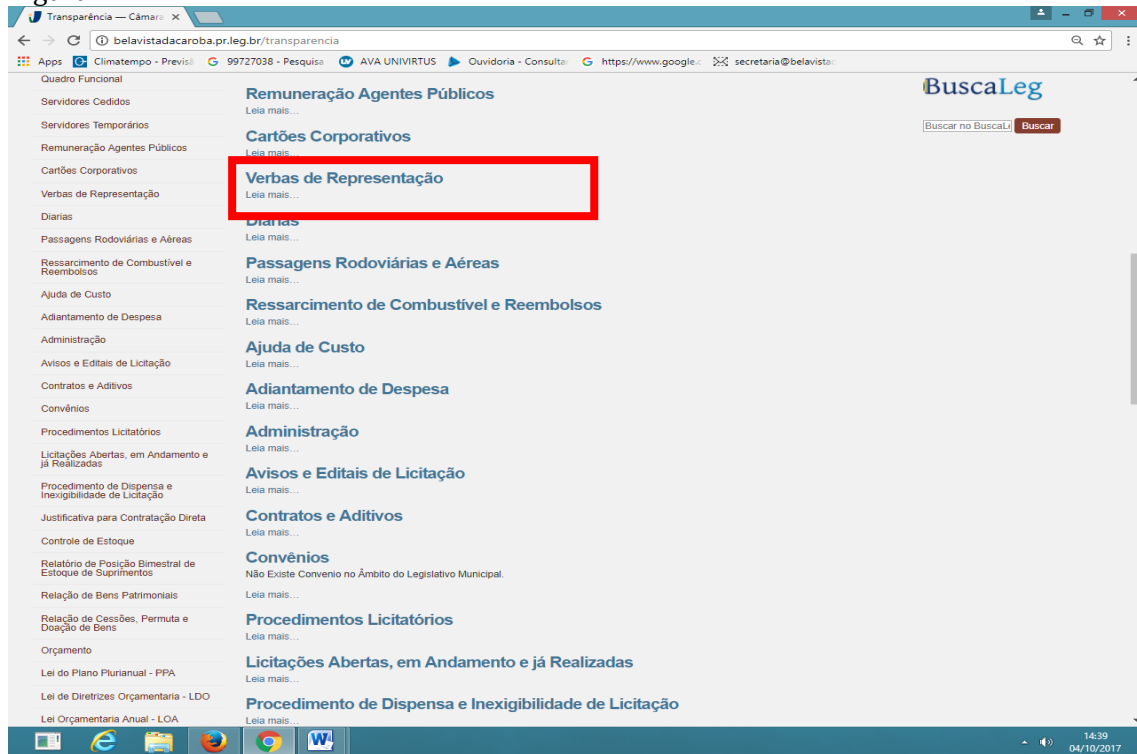 Transparência — Câmara
belavistadacaroba.pr.leg.br/transparencia
Apps Climatempo - Previsã 99727038 - Pesquisa AVA UNIVIRTUS Ouvidoria - Consulta https://www.google.c secretaria@belavista
Quadro Funcional
Servidores Cedidos
Servidores Temporários
Remuneração Agentes Públicos
Cartões Corporativos
Verbas de Representação
Diarias
Passagens Rodoviárias e Aéreas
Ressarcimento de Combustível e
Reembolsos
Ajuda de Custo
Adiantamento de Despesa
Administração
Avisos e Editais de Licitação
Contratos e Aditivos
Convênios
Procedimentos Licitatórios
Licitações Abertas, em Andamento e
já Realizadas
Procedimento de Dispensa e
Inexigibilidade de Licitação
Justificativa para Contratação Direta
Controle de Estoque
Relatório de Posição Bimestral de
Estoque de Suprimentos
Relação de Bens Patrimoniais
Relação de Cessões, Permuta e
Doação de Bens
Orçamento
Lei do Plano Plurianual - PPA
Lei de Diretrizes Orçamentaria - LDO
Lei Orçamentaria Anual - LOA
Remuneração Agentes Públicos
Leia mais…
Cartões Corporativos
Leia mais…
Verbas de Representação
Leia mais…
Diarias
Leia mais…
Passagens Rodoviárias e Aéreas
Leia mais…
Ressarcimento de Combustível e Reembolsos
Leia mais…
Ajuda de Custo
Leia mais…
Adiantamento de Despesa
Leia mais…
Administração
Leia mais…
Avisos e Editais de Licitação
Leia mais…
Contratos e Aditivos
Leia mais…
Convênios
Não Existe Convenio no Âmbito do Legislativo Municipal.
Leia mais…
Procedimentos Licitatórios
Leia mais…
Licitações Abertas, em Andamento e já Realizadas
Leia mais…
Procedimento de Dispensa e Inexigibilidade de Licitação
Leia mais…
BuscaLeg
Buscar no BuscaL Buscar
14:39
04/10/2017